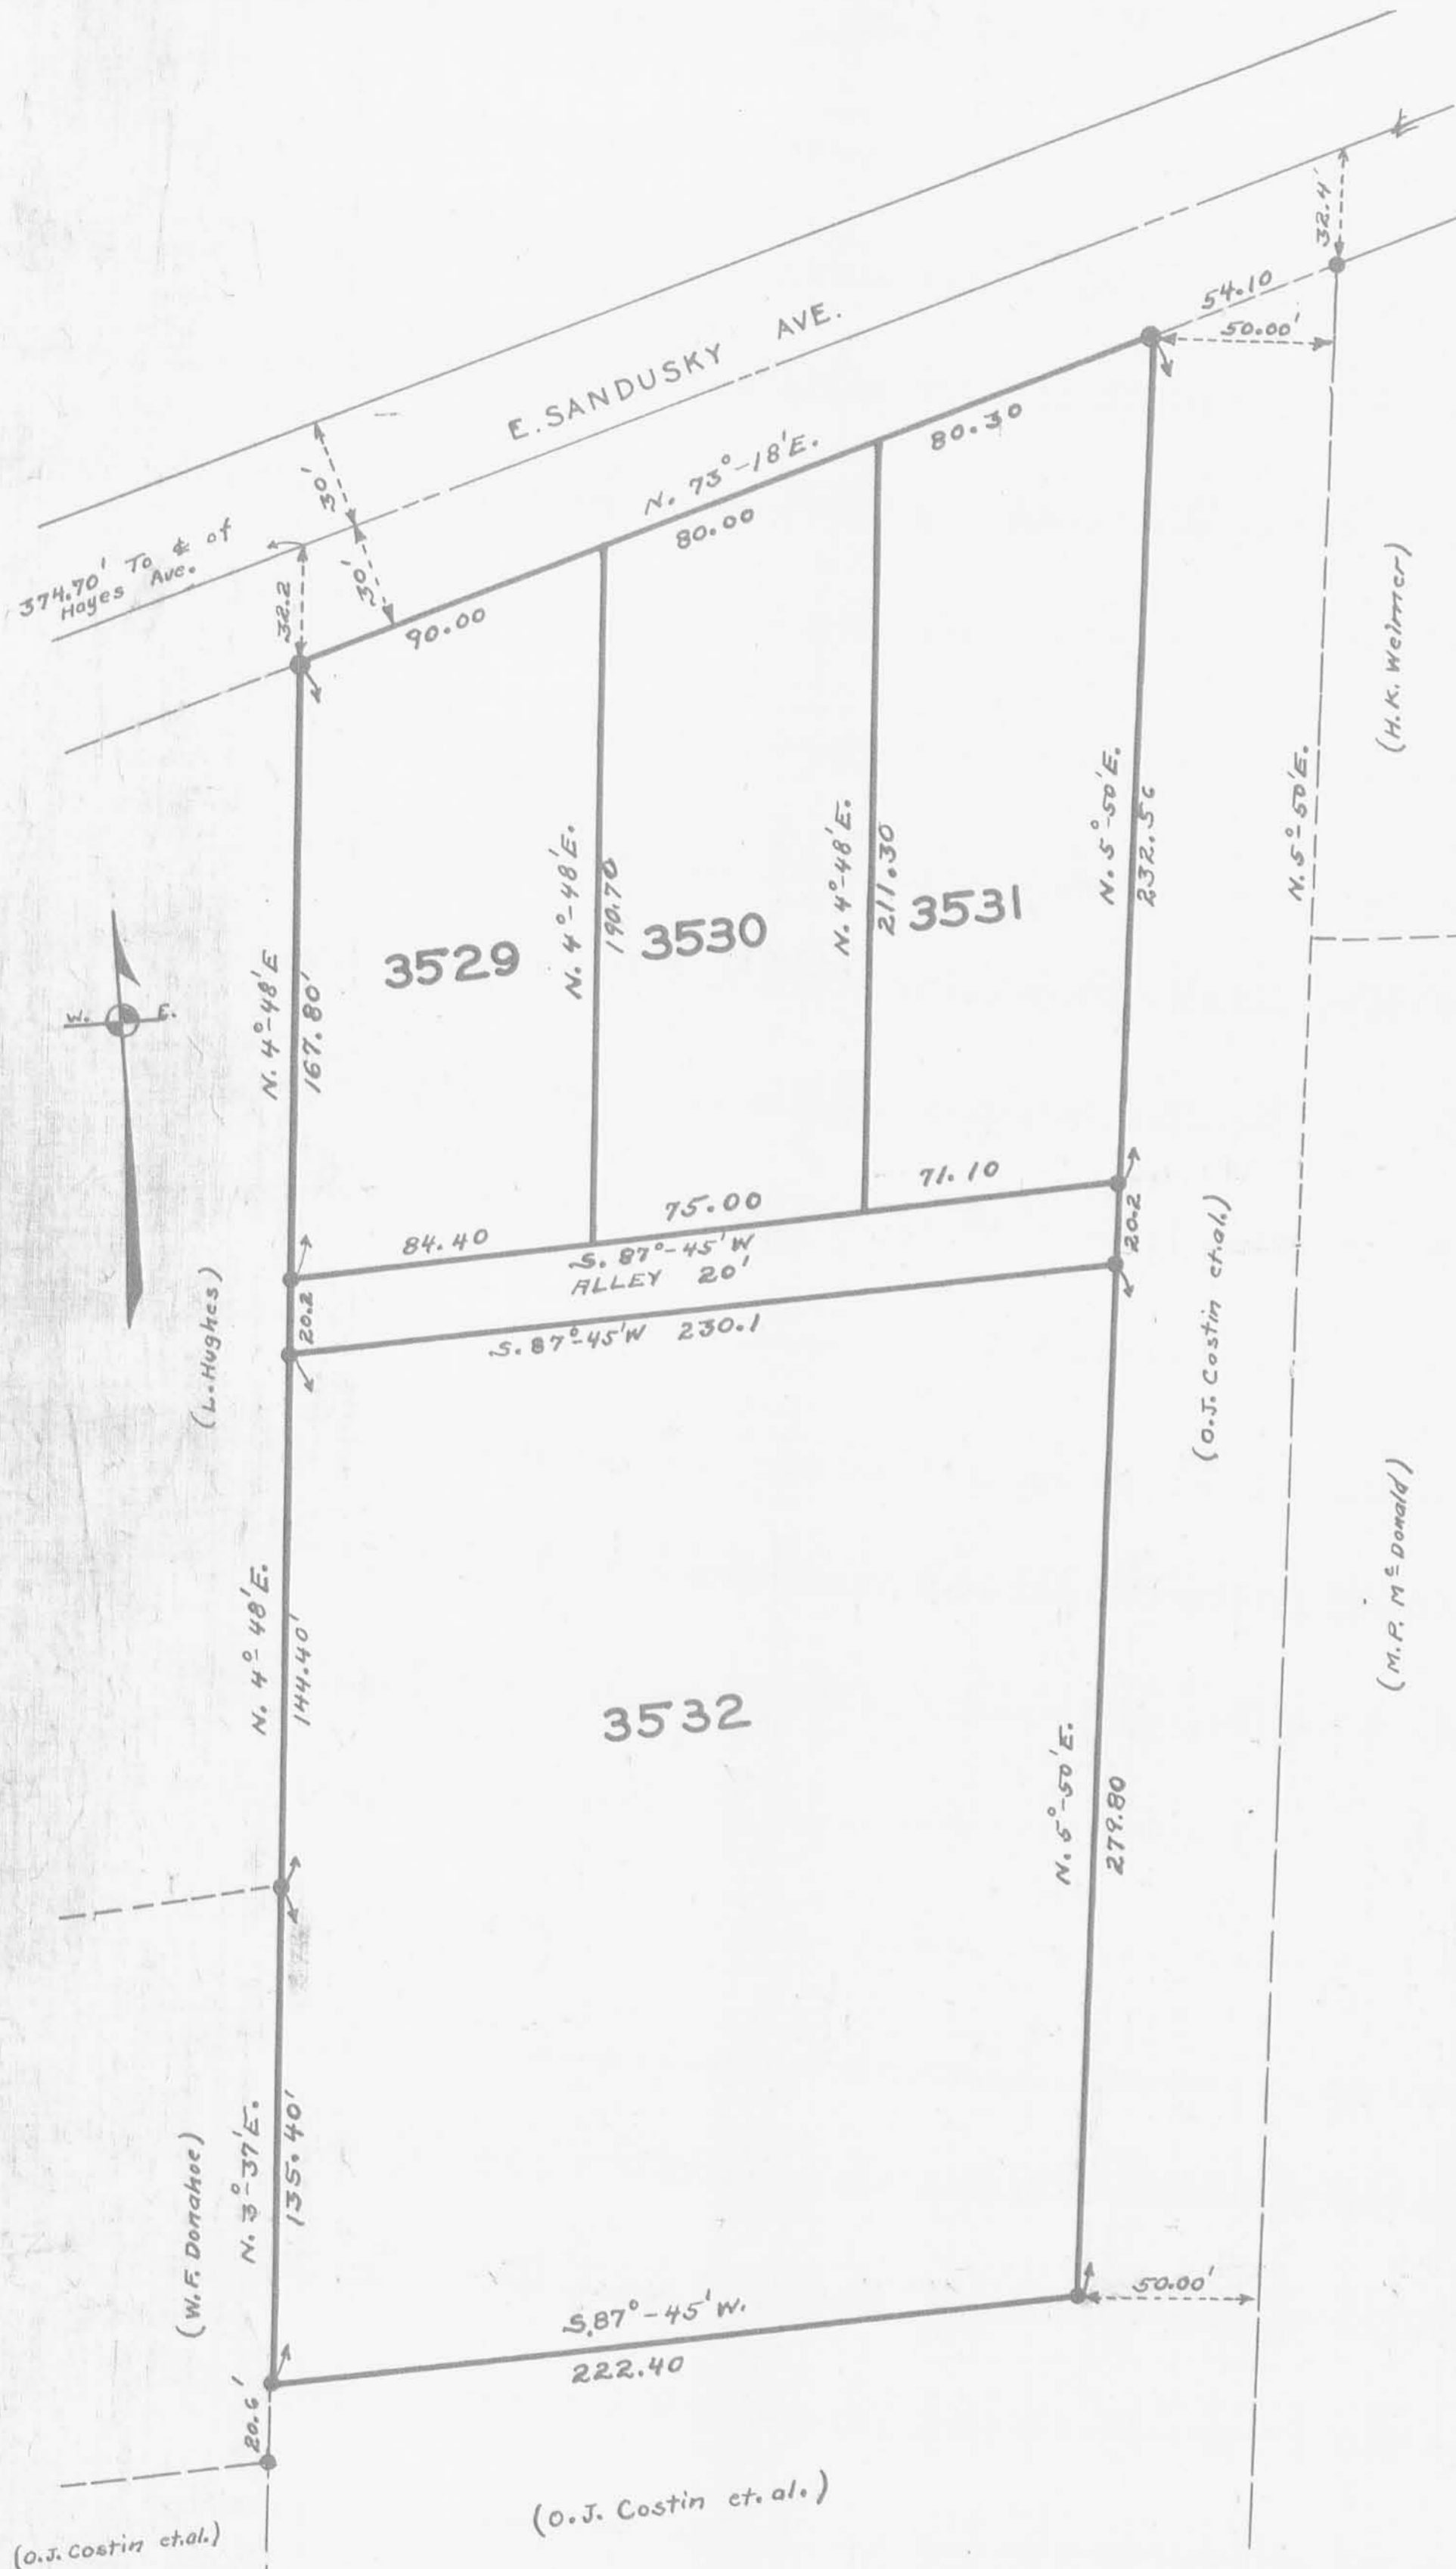 ℄
32.4'
54.10
50.00'
E. SANDUSKY AVE.
80.30
N. 73°-18'E.
80.00
30'
30'
374.70' To ℄ of
Hayes Ave.
32.2
90.00
(H.K. Weimer)
N. 5°-50'E.
232.56
N. 5°-50'E.
N. 4°-48'E.
211.30
N. 4°-48'E.
190.70
N. 4°-48'E
167.80'
3529
3530
3531
W. E.
71.10
75.00
84.40
S. 87°-45'W
ALLEY 20'
20.2
20.2
S. 87°-45'W 230.1
(L. Hughes)
(O.J. Costin et.al.)
N. 4°-48'E.
144.40'
(M.P. Mc Donald)
3532
N. 5°-50'E.
279.80
(W.F. Donahoe)
N. 3°-37'E.
135.40'
50.00'
S.87°-45'W.
222.40
20.6'
(O.J. Costin et.al.)
(O.J. Costin et.al.)